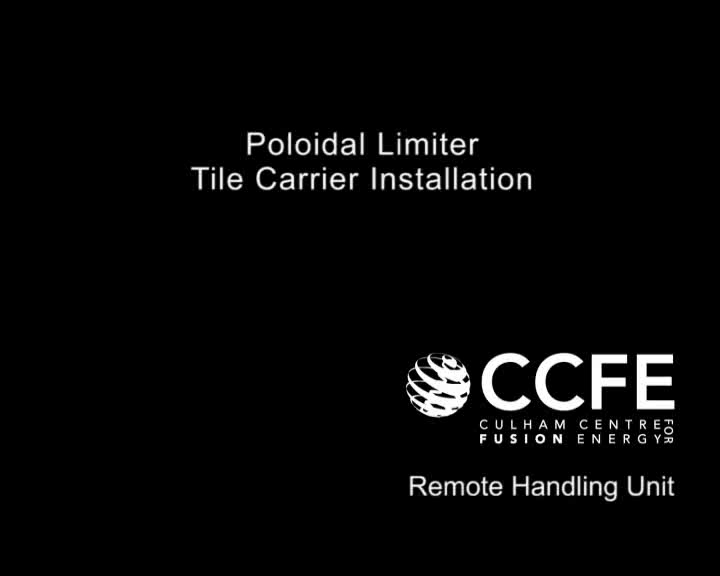 Poloidal Limiter
Tile Carrier Installation
CCFE
CULHAM CENTRE FOR
FUSION ENERGY
Remote Handling Unit